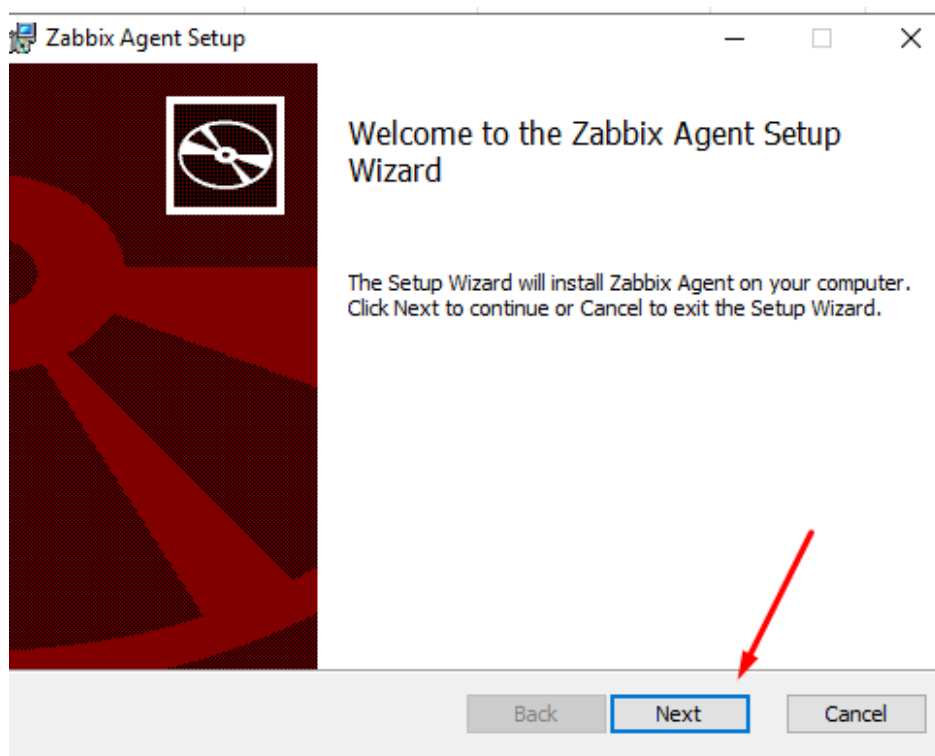 Zabbix Agent Setup
Welcome to the Zabbix Agent Setup
Wizard
The Setup Wizard will install Zabbix Agent on your computer.
Click Next to continue or Cancel to exit the Setup Wizard.
Back Next Cancel